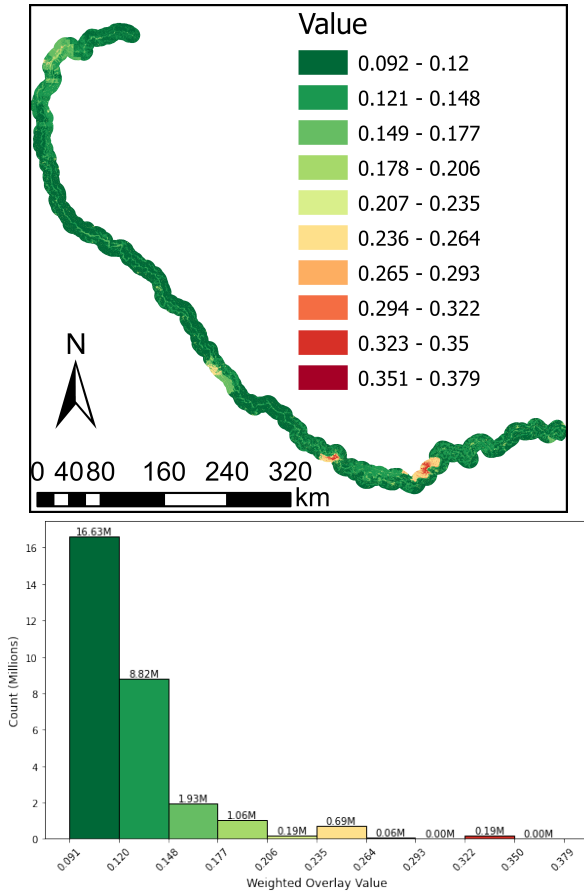 Value
0.092 - 0.12
0.121 - 0.148
0.149 - 0.177
0.178 - 0.206
0.207 - 0.235
0.236 - 0.264
0.265 - 0.293
0.294 - 0.322
0.323 - 0.35
0.351 - 0.379
N
0 40 80 160 240 320
km
16.63M
8.82M
1.93M
1.06M
0.19M
0.69M
0.06M
0.00M
0.19M
0.00M
16
14
12
10
8
6
4
2
0
Count (Millions)
0.091
0.120
0.148
0.177
0.206
0.235
0.264
0.293
0.322
0.350
0.379
Weighted Overlay Value